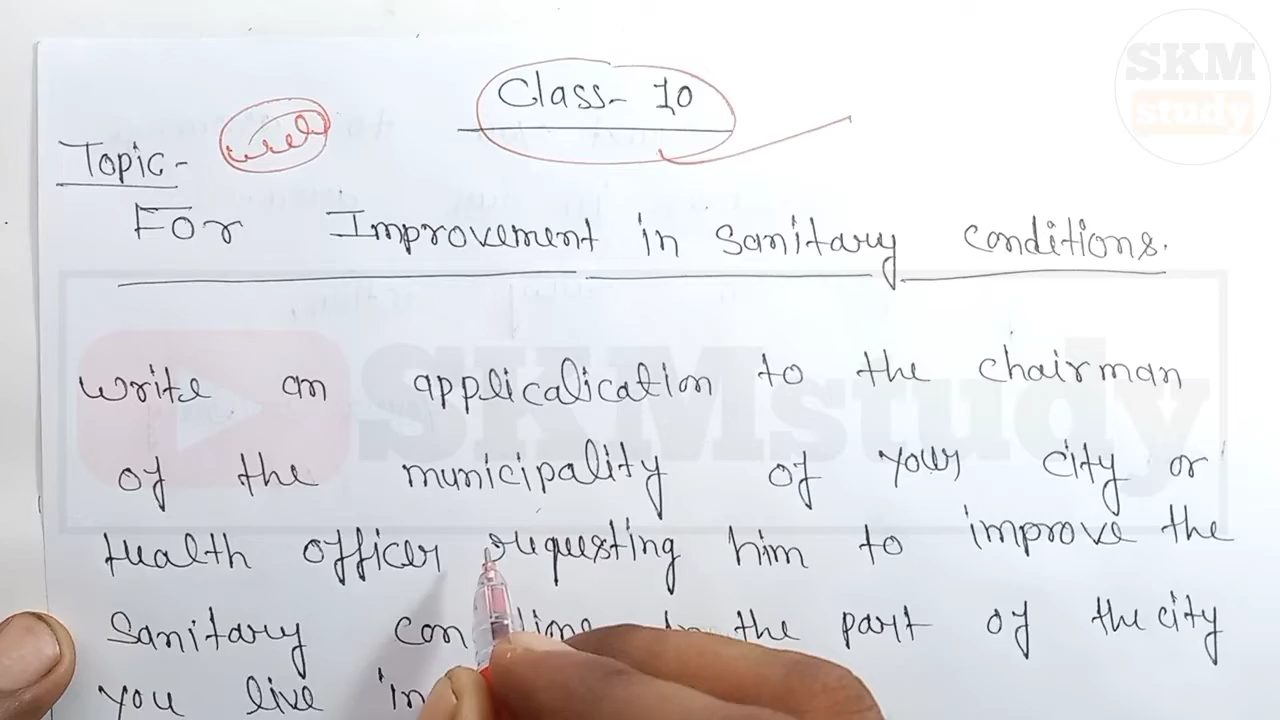 SKM
study
Class- 10
Topic-
For Improvement in Sanitary conditions.
SKMstudy
write an applicalication to the chairman
of the municipality of your city or
Health officer requesting him to improve the
Sanitary the part of the city
you live in